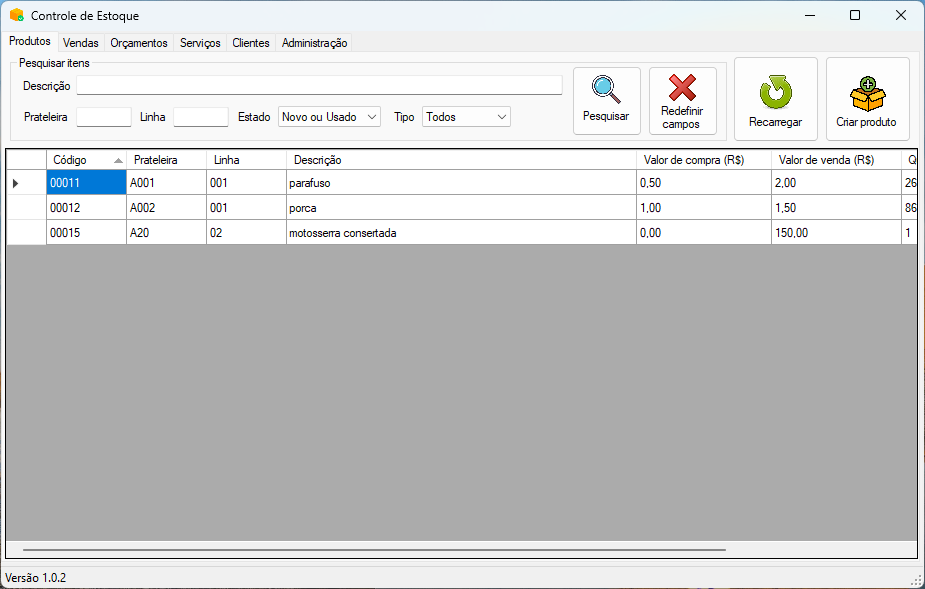 Controle de Estoque
Produtos Vendas Orçamentos Serviços Clientes Administração
Pesquisar itens
Descrição
Prateleira Linha Estado Novo ou Usado Tipo Todos
Pesquisar
Redefinir
campos
Recarregar
Criar produto
Código Prateleira Linha Descrição Valor de compra (R$) Valor de venda (R$) Q
00011 A001 001 parafuso 0,50 2,00 26
00012 A002 001 porca 1,00 1,50 86
00015 A20 02 motosserra consertada 0,00 150,00 1
Versão 1.0.2